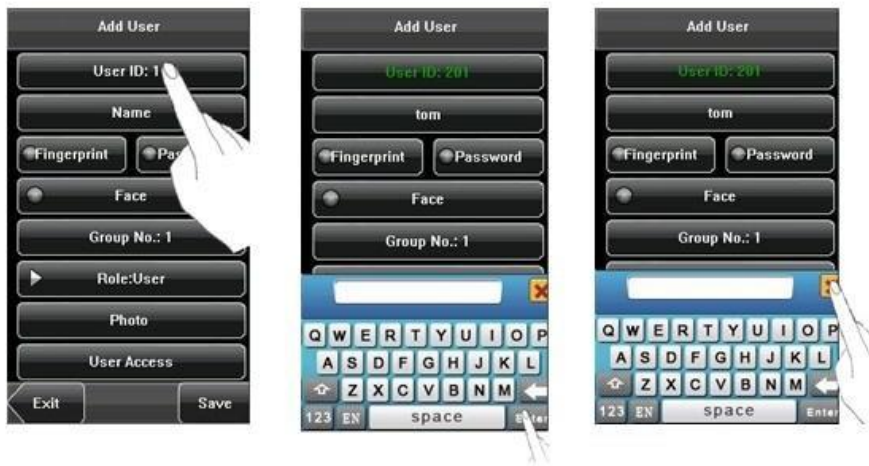 Add User
User ID: 1
Name
Fingerprint
Face
Group No.: 1
Role:User
Photo
User Access
Exit Save
Add User
User ID: 201
tom
Fingerprint Password
Face
Group No.: 1
Q W E R T Y U I O P
A S D F G H J K L
Z X C V B N M
123 EN space Enter
Add User
User ID: 201
tom
Fingerprint Password
Face
Group No.: 1
Q W E R T Y U I O P
A S D F G H J K L
Z X C V B N M
123 EN space Enter